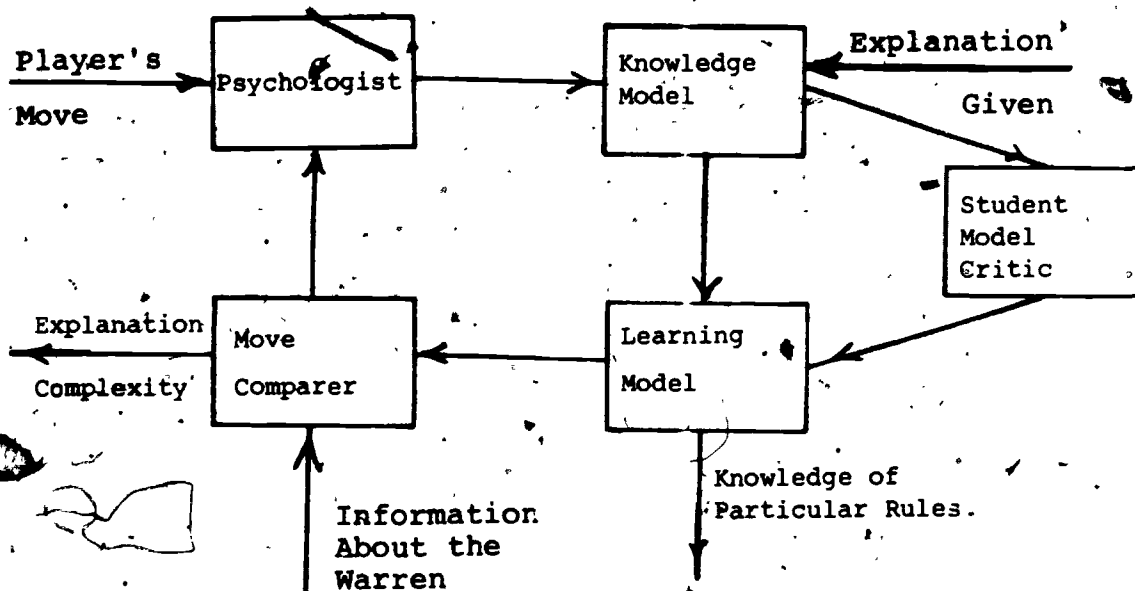 Player's
Move
Psychologist
Knowledge
Model
Explanation
Given
Student
Model
Critic
Explanation
Complexity
Move
Comparer
Learning
Model
Knowledge of
Particular Rules.
Information
About the
Warren